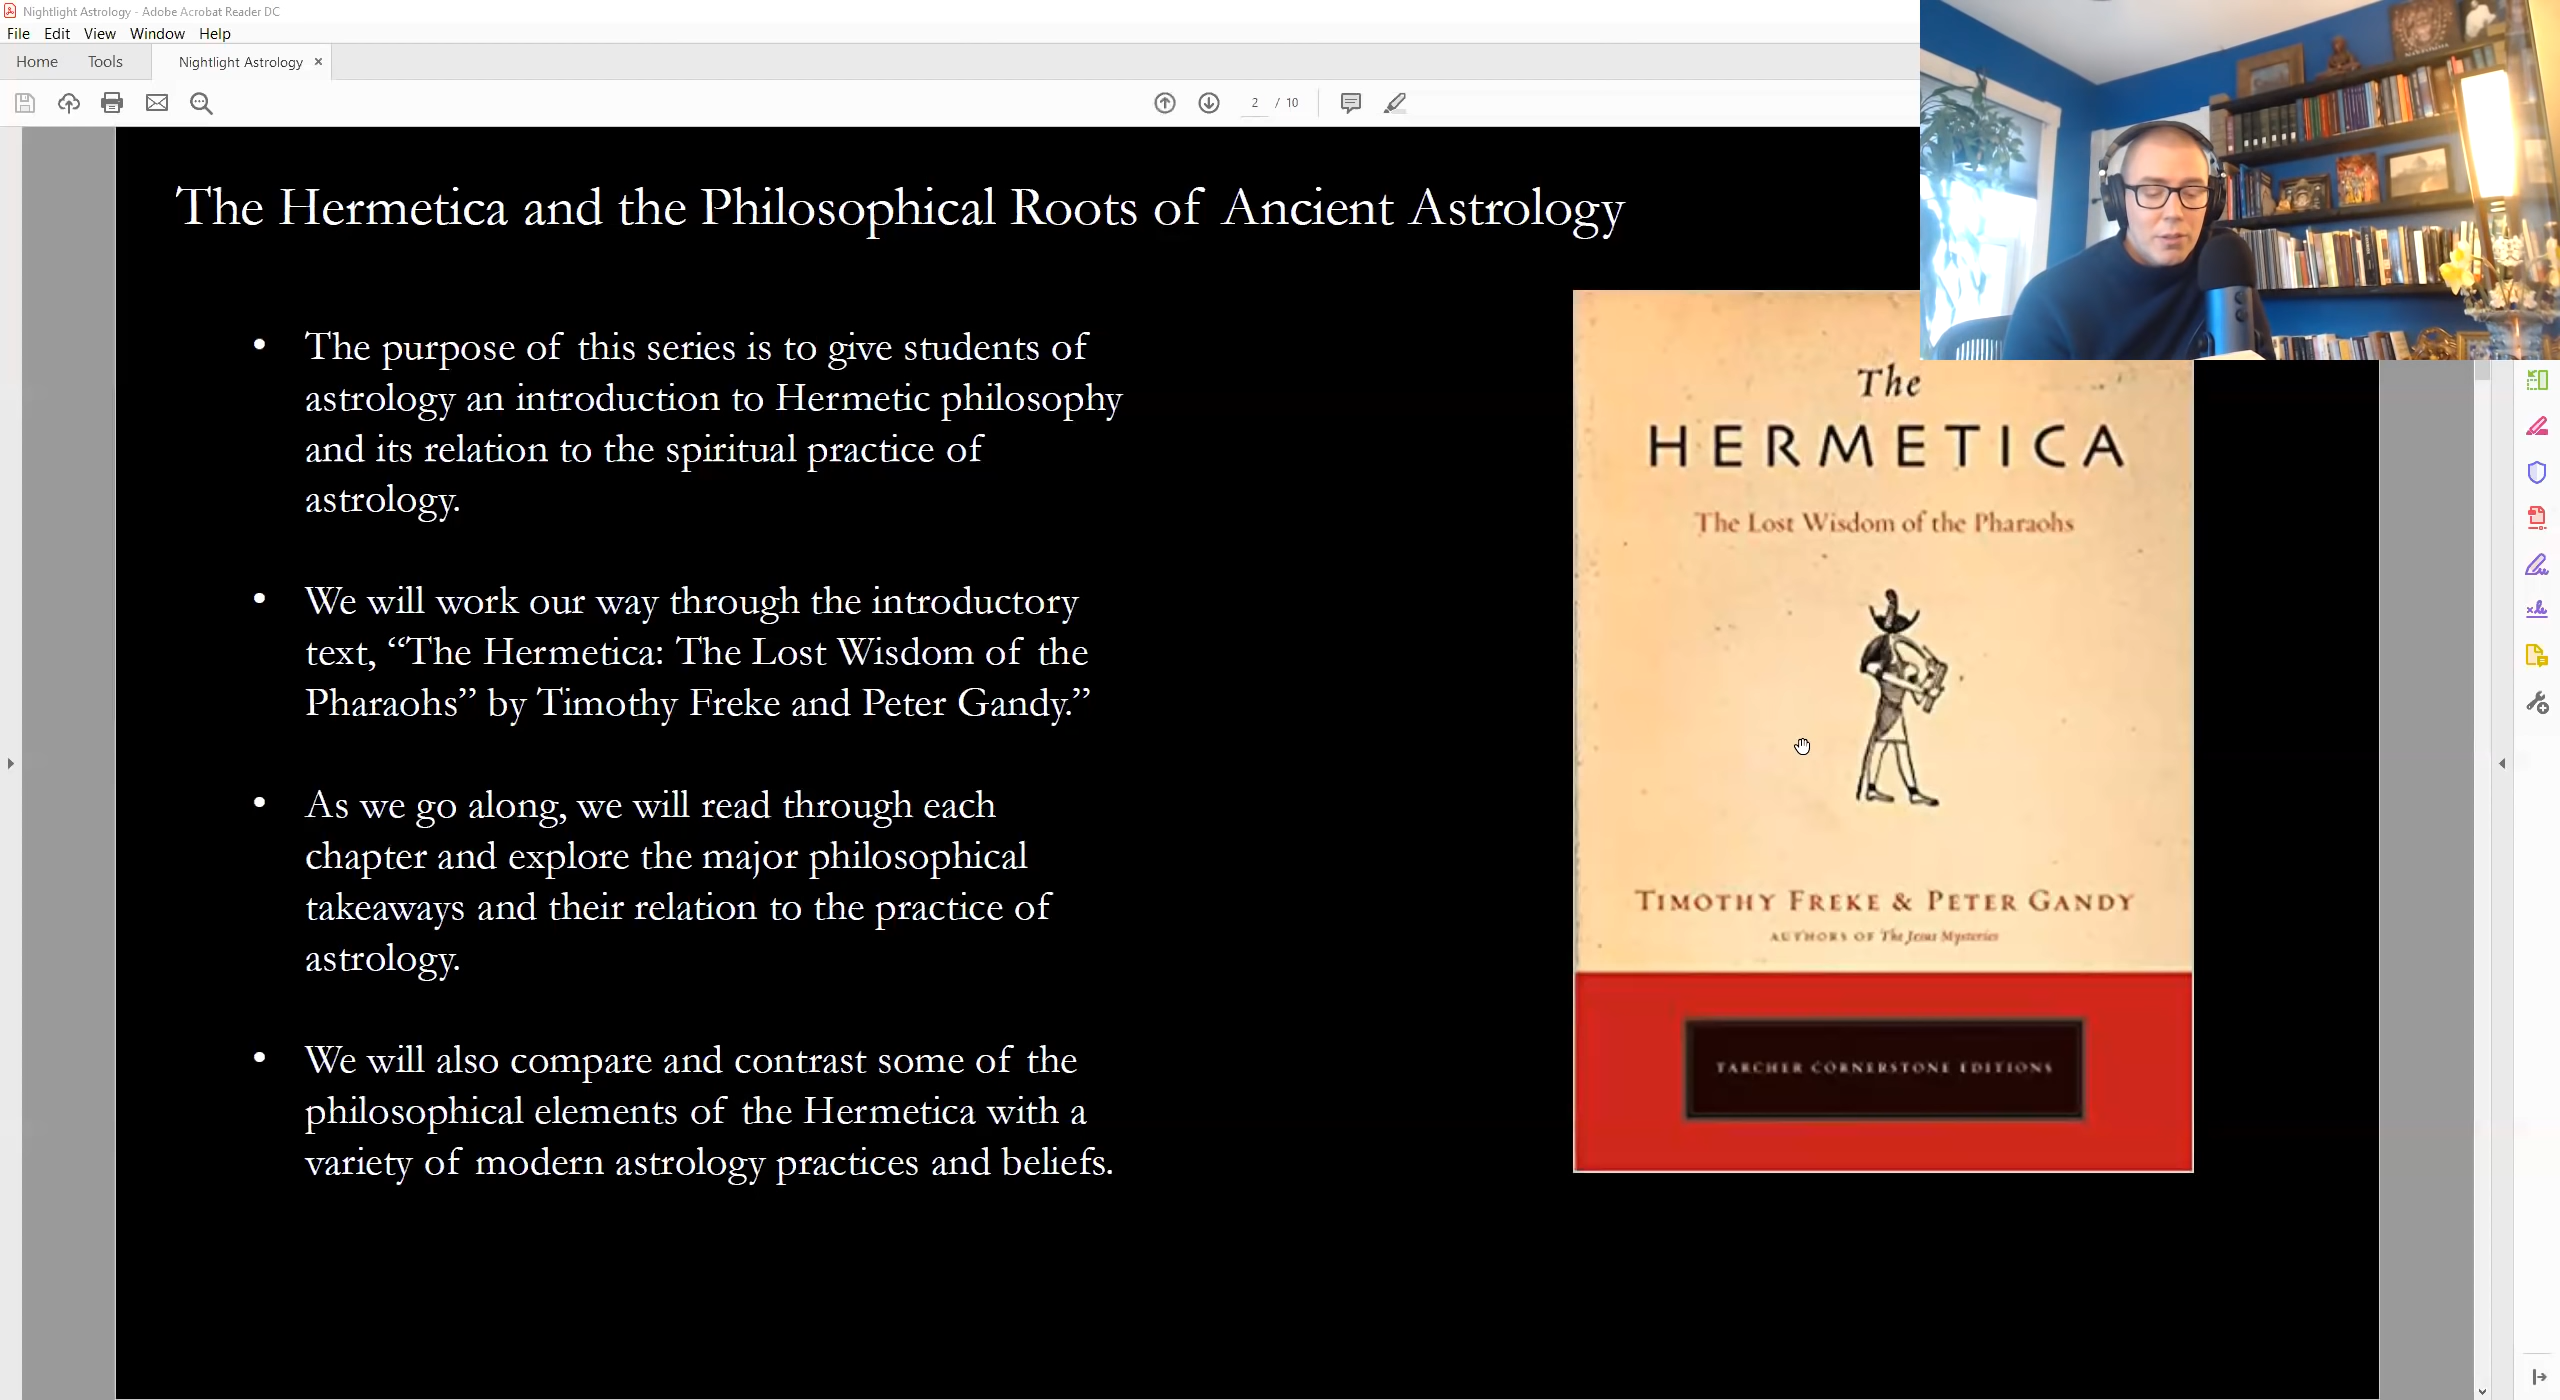 Nightlight Astrology - Adobe Acrobat Reader DC
File Edit View Window Help
Home Tools Nightlight Astrology ×
2 / 10
The Hermetica and the Philosophical Roots of Ancient Astrology
• The purpose of this series is to give students of
astrology an introduction to Hermetic philosophy
and its relation to the spiritual practice of
astrology.
• We will work our way through the introductory
text, “The Hermetica: The Lost Wisdom of the
Pharaohs” by Timothy Freke and Peter Gandy.”
• As we go along, we will read through each
chapter and explore the major philosophical
takeaways and their relation to the practice of
astrology.
• We will also compare and contrast some of the
philosophical elements of the Hermetica with a
variety of modern astrology practices and beliefs.
The
HERMETICA
The Lost Wisdom of the Pharaohs
TIMOTHY FREKE & PETER GANDY
AUTHORS OF The Jesus Mysteries
TARCHER CORNERSTONE EDITIONS